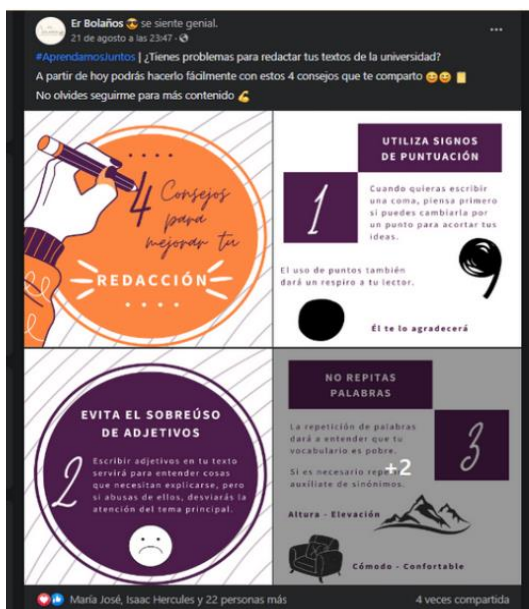 Er Bolaños 😎 se siente genial.
21 de agosto a las 23:47 ·
#AprendamosJuntos | ¿Tienes problemas para redactar tus textos de la universidad?
A partir de hoy podrás hacerlo fácilmente con estos 4 consejos que te comparto 😄😄 📒
No olvides seguirme para más contenido 💪
4 Consejos
para
mejorar tu
REDACCIÓN
UTILIZA SIGNOS
DE PUNTUACIÓN
1
Cuando quieras escribir
una coma, piensa primero
si puedes cambiarla por
un punto para acortar tus
ideas.
El uso de puntos también
dará un respiro a tu lector.
Él te lo agradecerá
EVITA EL SOBREÚSO
DE ADJETIVOS
2
Escribir adjetivos en tu texto
servirá para entender cosas
que necesitan explicarse, pero
si abusas de ellos, desviarás la
atención del tema principal.
NO REPITAS
PALABRAS
3
La repetición de palabras
dará a entender que tu
vocabulario es pobre.
Si es necesario
auxíliate de sinónimos.
+2
Altura - Elevación
Cómodo - Confortable
María José, Isaac Hercules y 22 personas más
4 veces compartida